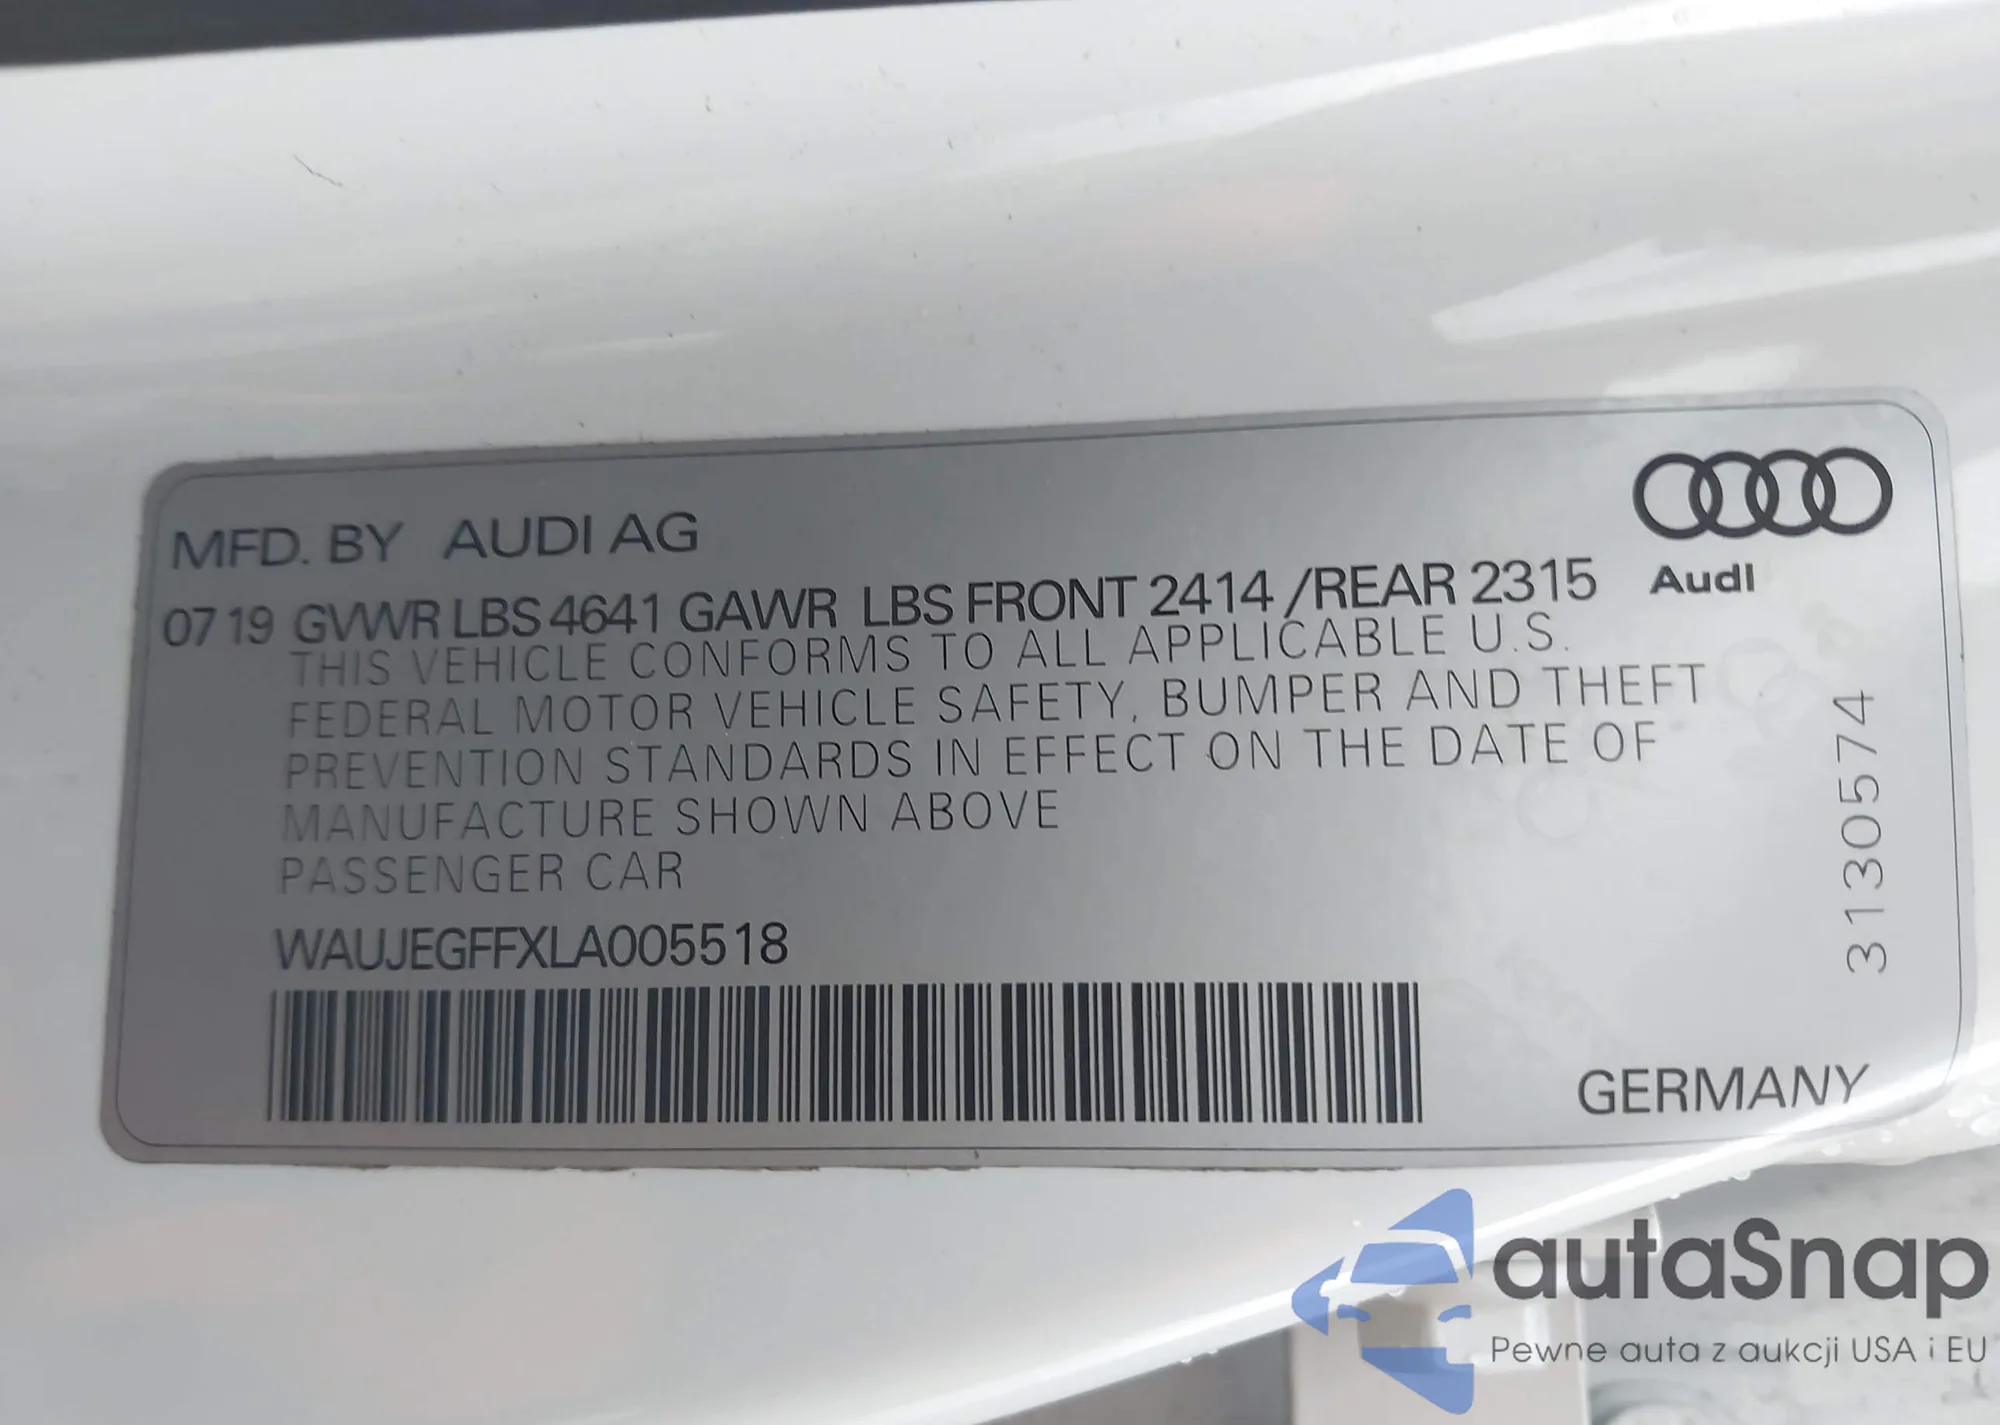 MFD. BY AUDI AG
Audi
07 19 GVWR LBS 4641 GAWR LBS FRONT 2414 /REAR 2315
THIS VEHICLE CONFORMS TO ALL APPLICABLE U.S.
FEDERAL MOTOR VEHICLE SAFETY, BUMPER AND THEFT
PREVENTION STANDARDS IN EFFECT ON THE DATE OF
MANUFACTURE SHOWN ABOVE
PASSENGER CAR
WAUJEGFFXLA005518
3130574
GERMANY
autaSnap
Pewne auta z aukcji USA i EU